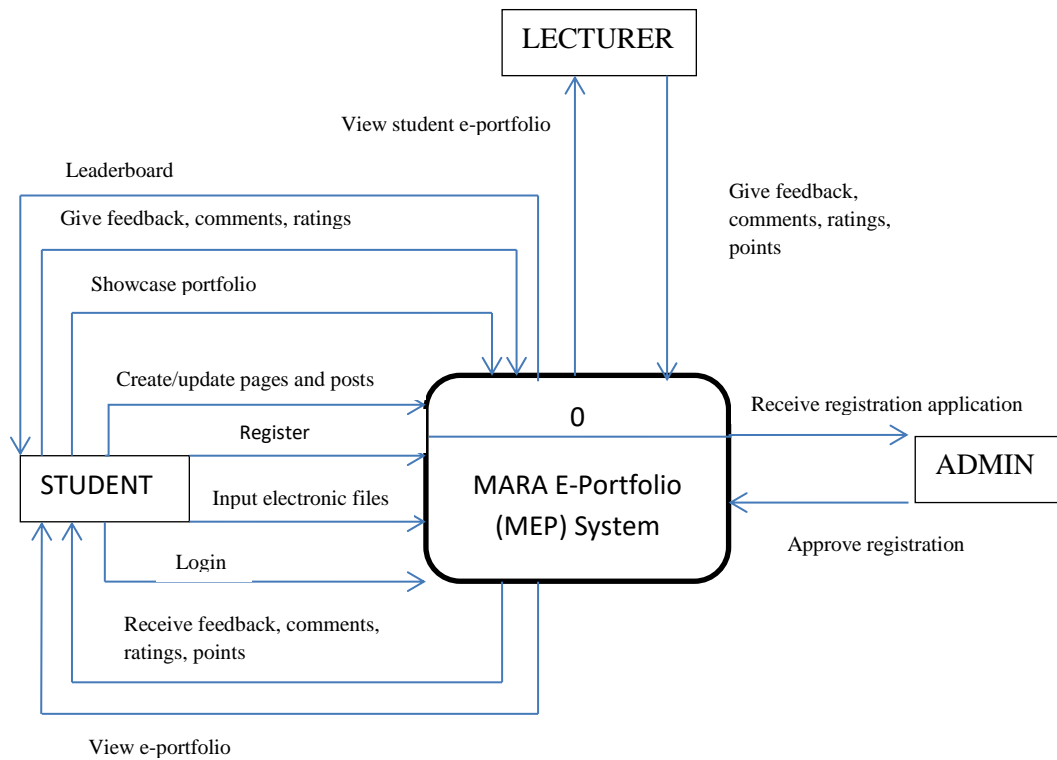 LECTURER
View student e-portfolio
Leaderboard
Give feedback, comments, ratings
Give feedback,
comments, ratings,
points
Showcase portfolio
Create/update pages and posts
Register
Input electronic files
Login
STUDENT
0
MARA E-Portfolio
(MEP) System
Receive registration application
ADMIN
Approve registration
Receive feedback, comments,
ratings, points
View e-portfolio